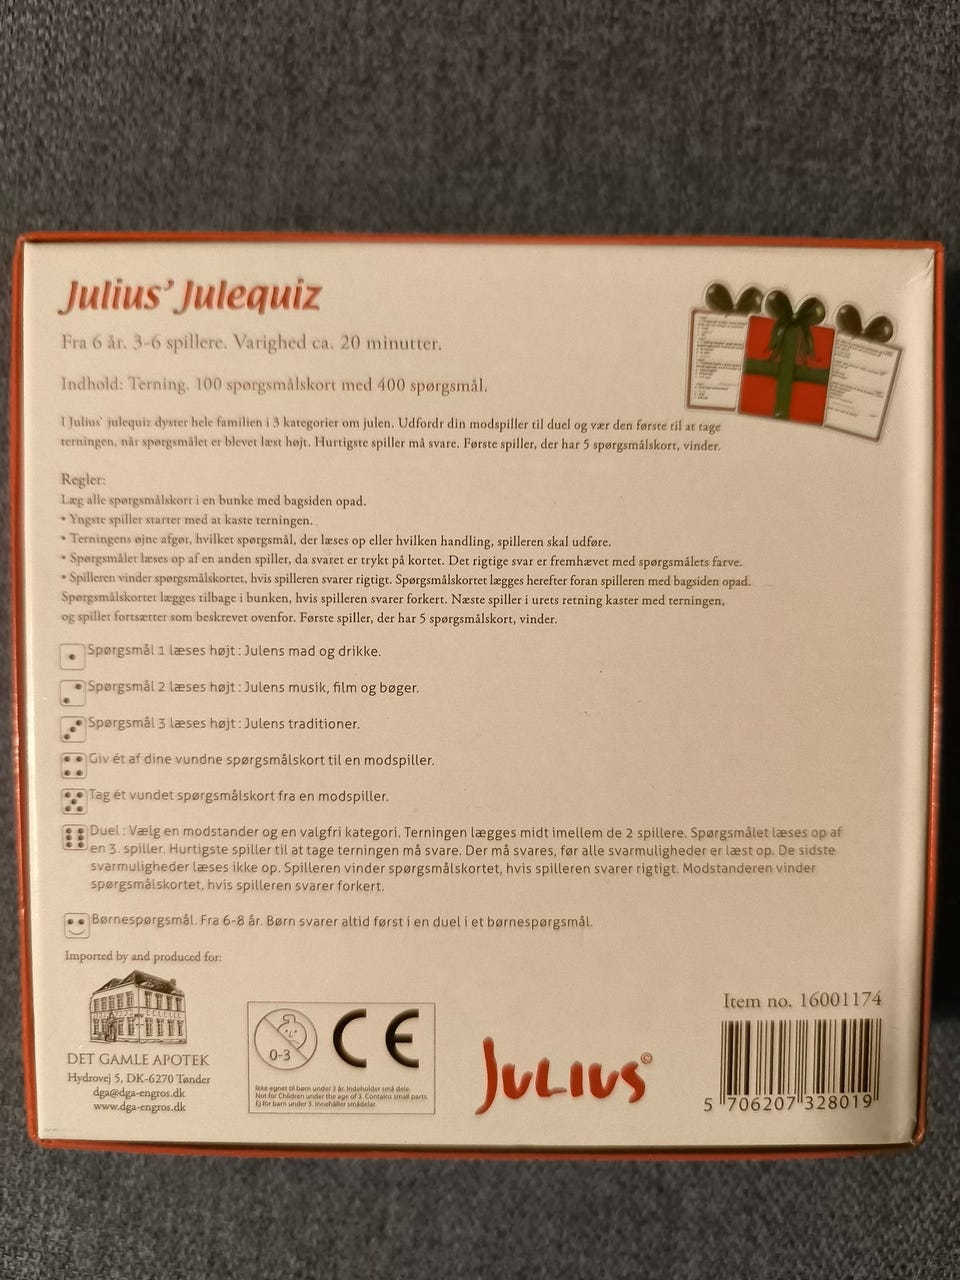 Julius' Julequiz
Fra 6 år. 3-6 spillere. Varighed ca. 20 minutter.
Indhold: Terning. 100 spørgsmålskort med 400 spørgsmål.
I Julius' julequiz dyster hele familien i 3 kategorier om julen. Udfordr din modspiller til duel og vær den første til at tage
terningen, når spørgsmålet er blevet læst højt. Hurtigste spiller må svare. Første spiller, der har 5 spørgsmålskort, vinder.
Regler:
Læg alle spørgsmålskort i en bunke med bagsiden opad.
• Yngste spiller starter med at kaste terningen.
• Terningens øjne afgør, hvilket spørgsmål, der læses op eller hvilken handling, spilleren skal udføre.
• Spørgsmålet læses op af en anden spiller, da svaret er trykt på kortet. Det rigtige svar er fremhævet med spørgsmålets farve.
• Spilleren vinder spørgsmålskortet, hvis spilleren svarer rigtigt. Spørgsmålskortet lægges herefter foran spilleren med bagsiden opad.
Spørgsmålskortet lægges tilbage i bunken, hvis spilleren svarer forkert. Næste spiller i urets retning kaster med terningen,
og spillet fortsætter som beskrevet ovenfor. Første spiller, der har 5 spørgsmålskort, vinder.
Spørgsmål 1 læses højt: Julens mad og drikke.
Spørgsmål 2 læses højt: Julens musik, film og bøger.
Spørgsmål 3 læses højt: Julens traditioner.
Giv ét af dine vundne spørgsmålskort til en modspiller.
Tag ét vundet spørgsmålskort fra en modspiller.
Duel: Vælg en modstander og en valgfri kategori. Terningen lægges midt imellem de 2 spillere. Spørgsmålet læses op af
en 3. spiller. Hurtigste spiller til at tage terningen må svare. Der må svares, før alle svarmuligheder er læst op. De sidste
svarmuligheder læses ikke op. Spilleren vinder spørgsmålskortet, hvis spilleren svarer rigtigt. Modstanderen vinder
spørgsmålskortet, hvis spilleren svarer forkert.
Børnespørgsmål. Fra 6-8 år. Børn svarer altid først i en duel i et børnespørgsmål.
Imported by and produced for:
DET GAMLE APOTEK
Hydrovej 5, DK-6270 Tønder
dga@dga-engros.dk
www.dga-engros.dk
0-3
CE
Ikke egnet til børn under 3 år. Indeholder små dele.
Not for Children under the age of 3. Contains small parts.
Ej för barn under 3. Innehåller smådelar
JULIUS©
Item no. 16001174
5 706207 328019